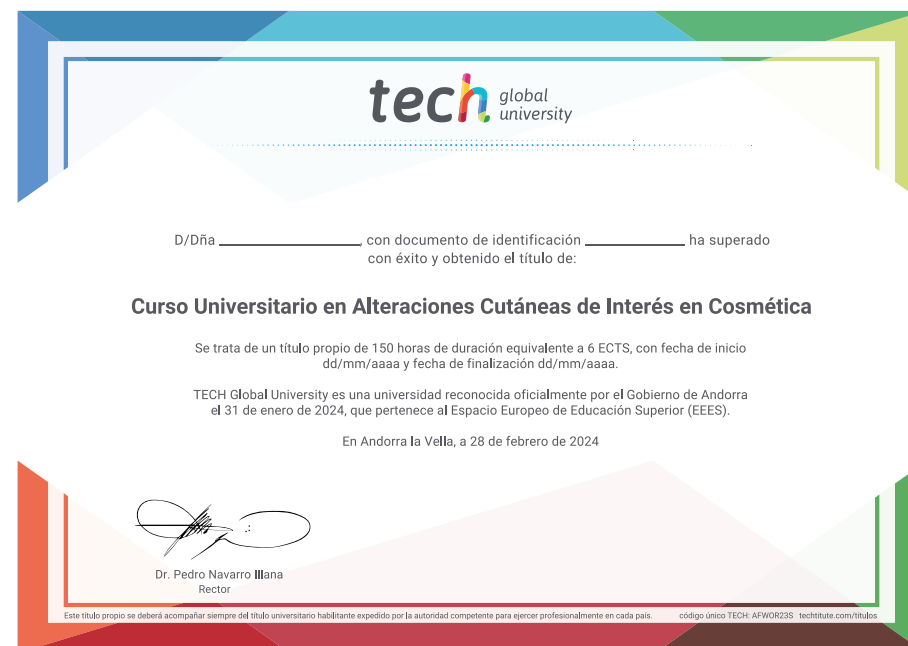 tech global university
D/Dña ____________________, con documento de identificación ______________ ha superado
con éxito y obtenido el título de:
Curso Universitario en Alteraciones Cutáneas de Interés en Cosmética
Se trata de un título propio de 150 horas de duración equivalente a 6 ECTS, con fecha de inicio
dd/mm/aaaa y fecha de finalización dd/mm/aaaa.
TECH Global University es una universidad reconocida oficialmente por el Gobierno de Andorra
el 31 de enero de 2024, que pertenece al Espacio Europeo de Educación Superior (EEES).
En Andorra la Vella, a 28 de febrero de 2024
Dr. Pedro Navarro Illana
Rector
Este título propio se deberá acompañar siempre del título universitario habilitante expedido por la autoridad competente para ejercer profesionalmente en cada país. código único TECH: AFWOR23S techtitute.com/titulos